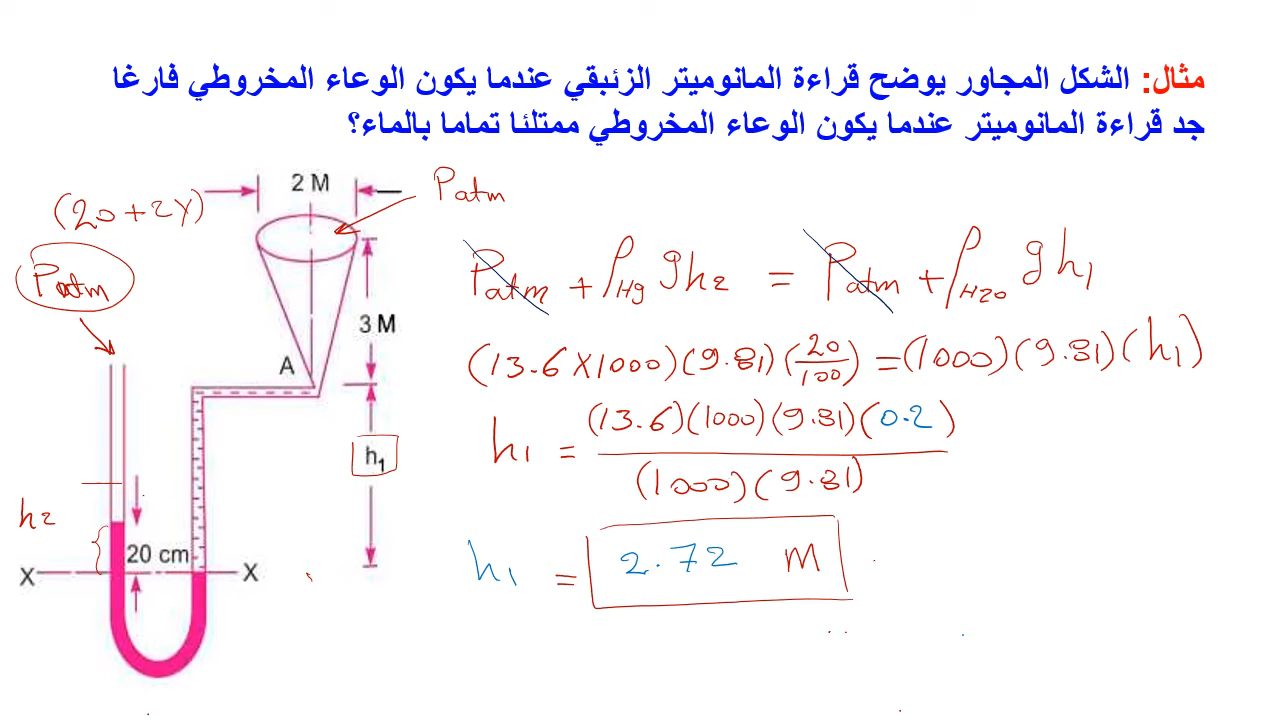 مثال: الشكل المجاور يوضح قراءة المانوميتر الزئبقي عندما يكون الوعاء المخروطي فارغا
جد قراءة المانوميتر عندما يكون الوعاء المخروطي ممتلئا تماما بالماء؟
2 M
Patm
(20+2Y)
Patm
3 M
A
h₁
h2
20 cm
X
X
Patm + ρHg g h2 = Patm + ρH2O g h1
(13.6 X1000)(9.81)(20/100) = (1000)(9.81)(h1)
h1 = (13.6)(1000)(9.81)(0.2) / (1000)(9.81)
h1 = 2.72 m